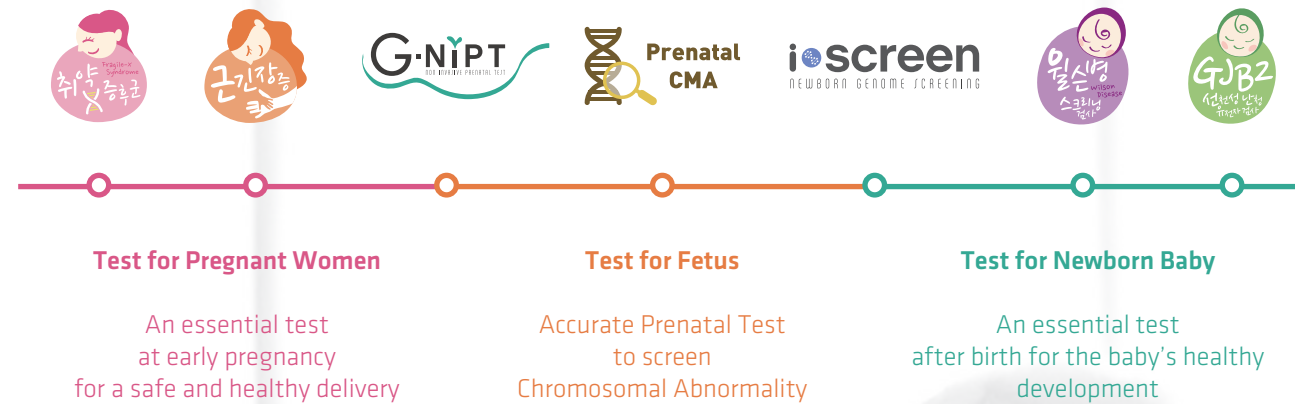 취약
Fragile-X
Syndrome
증후군
근긴장증
G-NiPT
NON INVASIVE PRENATAL TEST
Prenatal
CMA
i-screen
NEWBORN GENOME SCREENING
윌슨병
Wilson
Disease
스크리닝
검사
GJB2
선천성 난청
유전자 검사
Test for Pregnant Women
An essential test
at early pregnancy
for a safe and healthy delivery
Test for Fetus
Accurate Prenatal Test
to screen
Chromosomal Abnormality
Test for Newborn Baby
An essential test
after birth for the baby's healthy
development